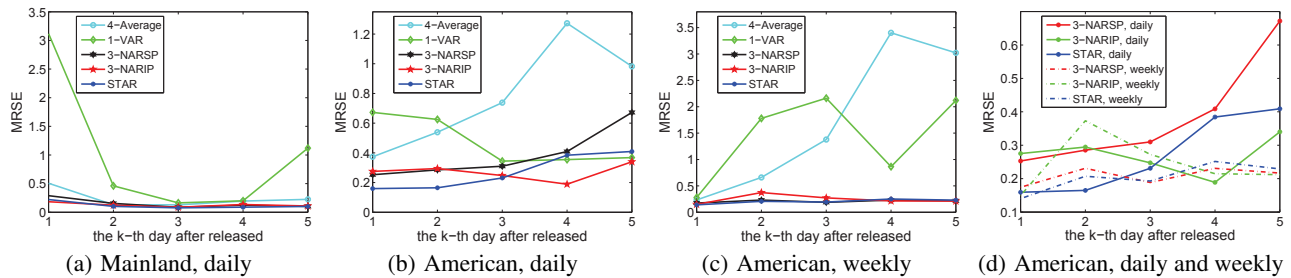 MRSE
3.5
3
2.5
2
1.5
1
0.5
0
4−Average
1−VAR
3−NARSP
3−NARIP
STAR
1 2 3 4 5
the k−th day after released
(a) Mainland, daily
MRSE
1.2
1
0.8
0.6
0.4
0.2
0
4−Average
1−VAR
3−NARSP
3−NARIP
STAR
1 2 3 4 5
the k−th day after released
(b) American, daily
MRSE
3.5
3
2.5
2
1.5
1
0.5
0
4−Average
1−VAR
3−NARSP
3−NARIP
STAR
1 2 3 4 5
the k−th day after released
(c) American, weekly
MRSE
0.6
0.5
0.4
0.3
0.2
0.1
3−NARSP, daily
3−NARIP, daily
STAR, daily
3−NARSP, weekly
3−NARIP, weekly
STAR, weekly
1 2 3 4 5
the k−th day after released
(d) American, daily and weekly